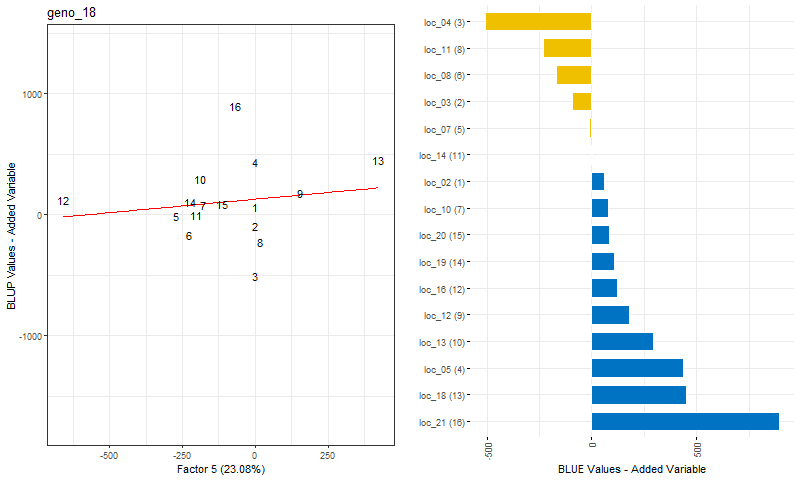 geno_18
BLUP Values - Added Variable
1000
0
-1000
16
4
13
10
9
12
14
7
15
1
5
11
2
6
8
3
-500
-250
0
250
Factor 5 (23.08%)
loc_04 (3)
loc_11 (8)
loc_08 (6)
loc_03 (2)
loc_07 (5)
loc_14 (11)
loc_02 (1)
loc_10 (7)
loc_20 (15)
loc_19 (14)
loc_16 (12)
loc_12 (9)
loc_13 (10)
loc_05 (4)
loc_18 (13)
loc_21 (16)
-500
0
500
BLUE Values - Added Variable